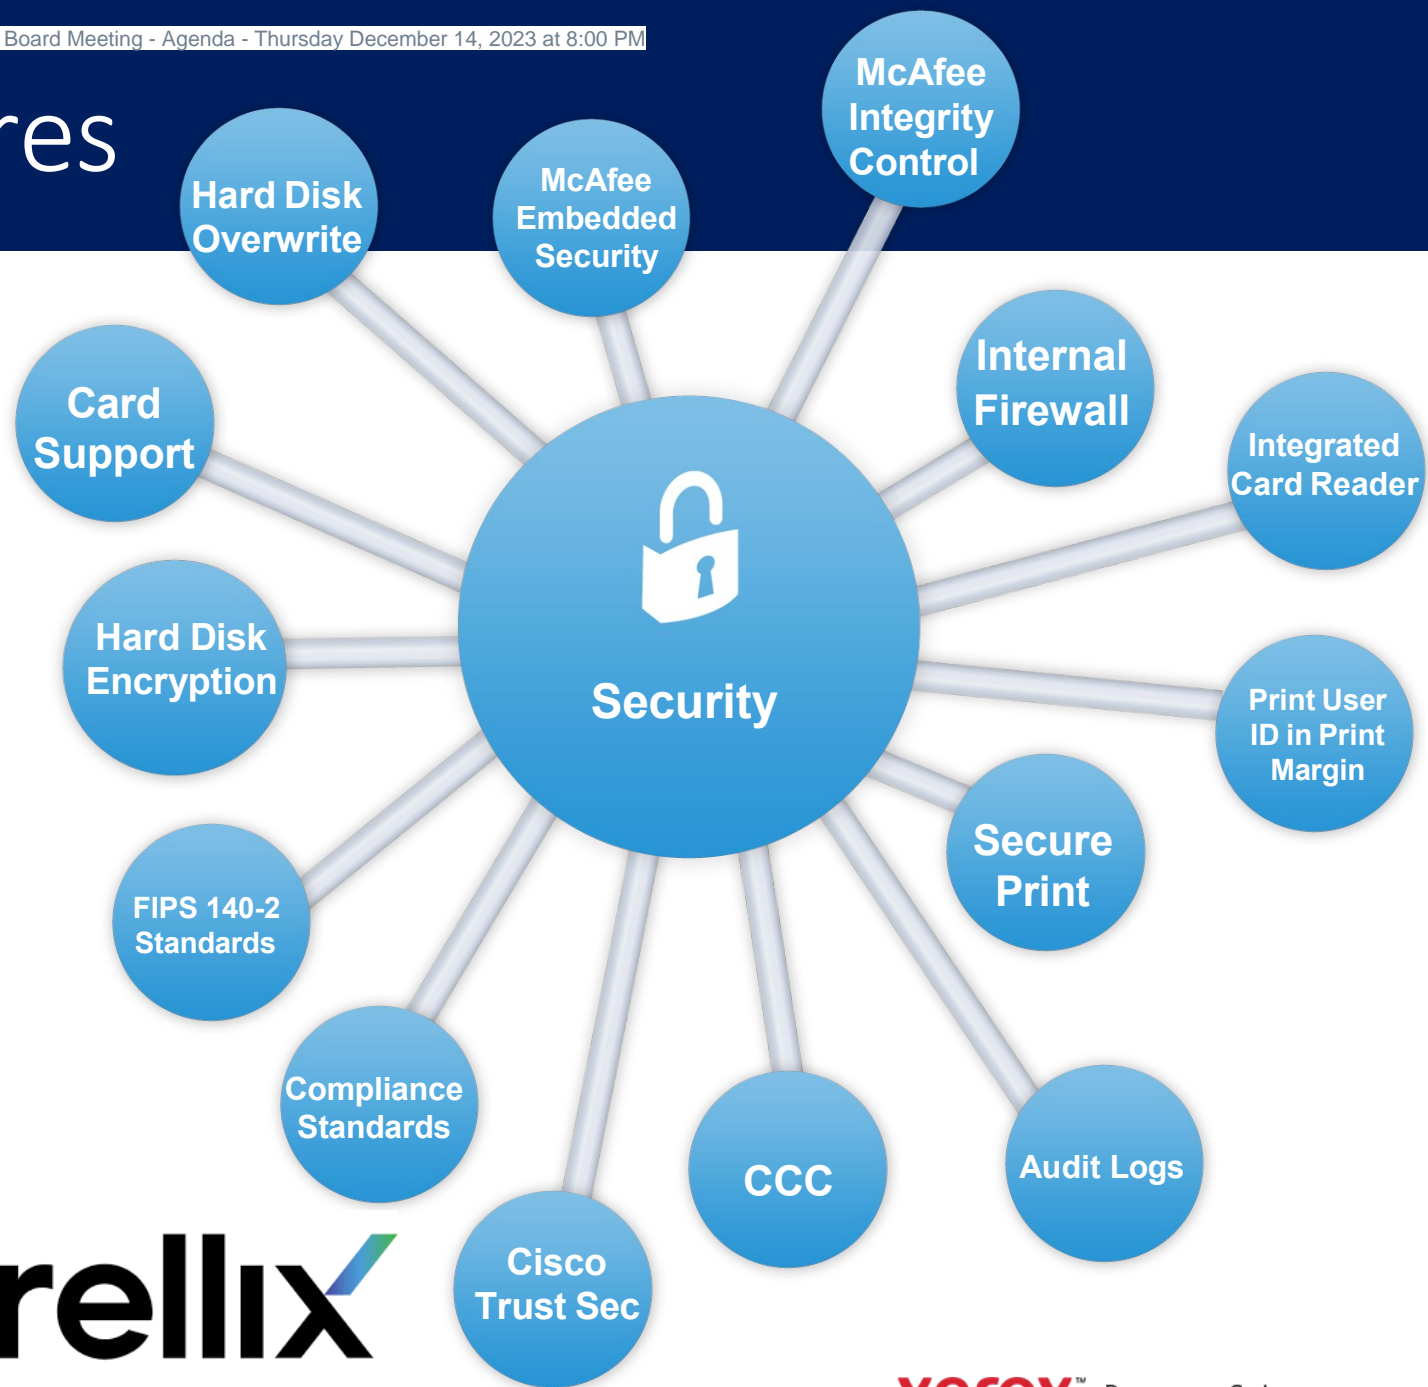 Board Meeting - Agenda - Thursday December 14, 2023 at 8:00 PM
res
McAfee
Integrity
Control
Hard Disk
Overwrite
McAfee
Embedded
Security
Internal
Firewall
Card
Support
Integrated
Card Reader
Hard Disk
Encryption
Security
Print User
ID in Print
Margin
Secure
Print
FIPS 140-2
Standards
Compliance
Standards
CCC
Audit Logs
Cisco
Trust Sec
rellix
xerox™